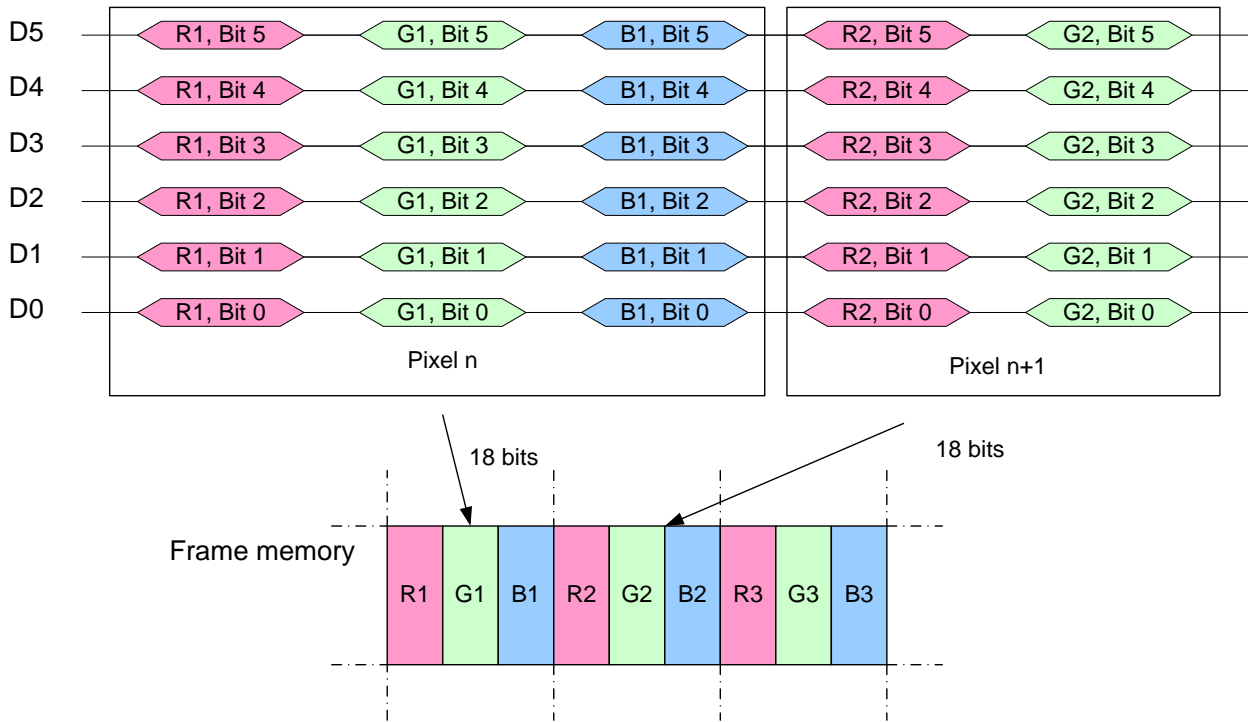 D5 R1, Bit 5 G1, Bit 5 B1, Bit 5 R2, Bit 5 G2, Bit 5
D4 R1, Bit 4 G1, Bit 4 B1, Bit 4 R2, Bit 4 G2, Bit 4
D3 R1, Bit 3 G1, Bit 3 B1, Bit 3 R2, Bit 3 G2, Bit 3
D2 R1, Bit 2 G1, Bit 2 B1, Bit 2 R2, Bit 2 G2, Bit 2
D1 R1, Bit 1 G1, Bit 1 B1, Bit 1 R2, Bit 1 G2, Bit 1
D0 R1, Bit 0 G1, Bit 0 B1, Bit 0 R2, Bit 0 G2, Bit 0
Pixel n Pixel n+1
18 bits 18 bits
Frame memory
R1 G1 B1 R2 G2 B2 R3 G3 B3